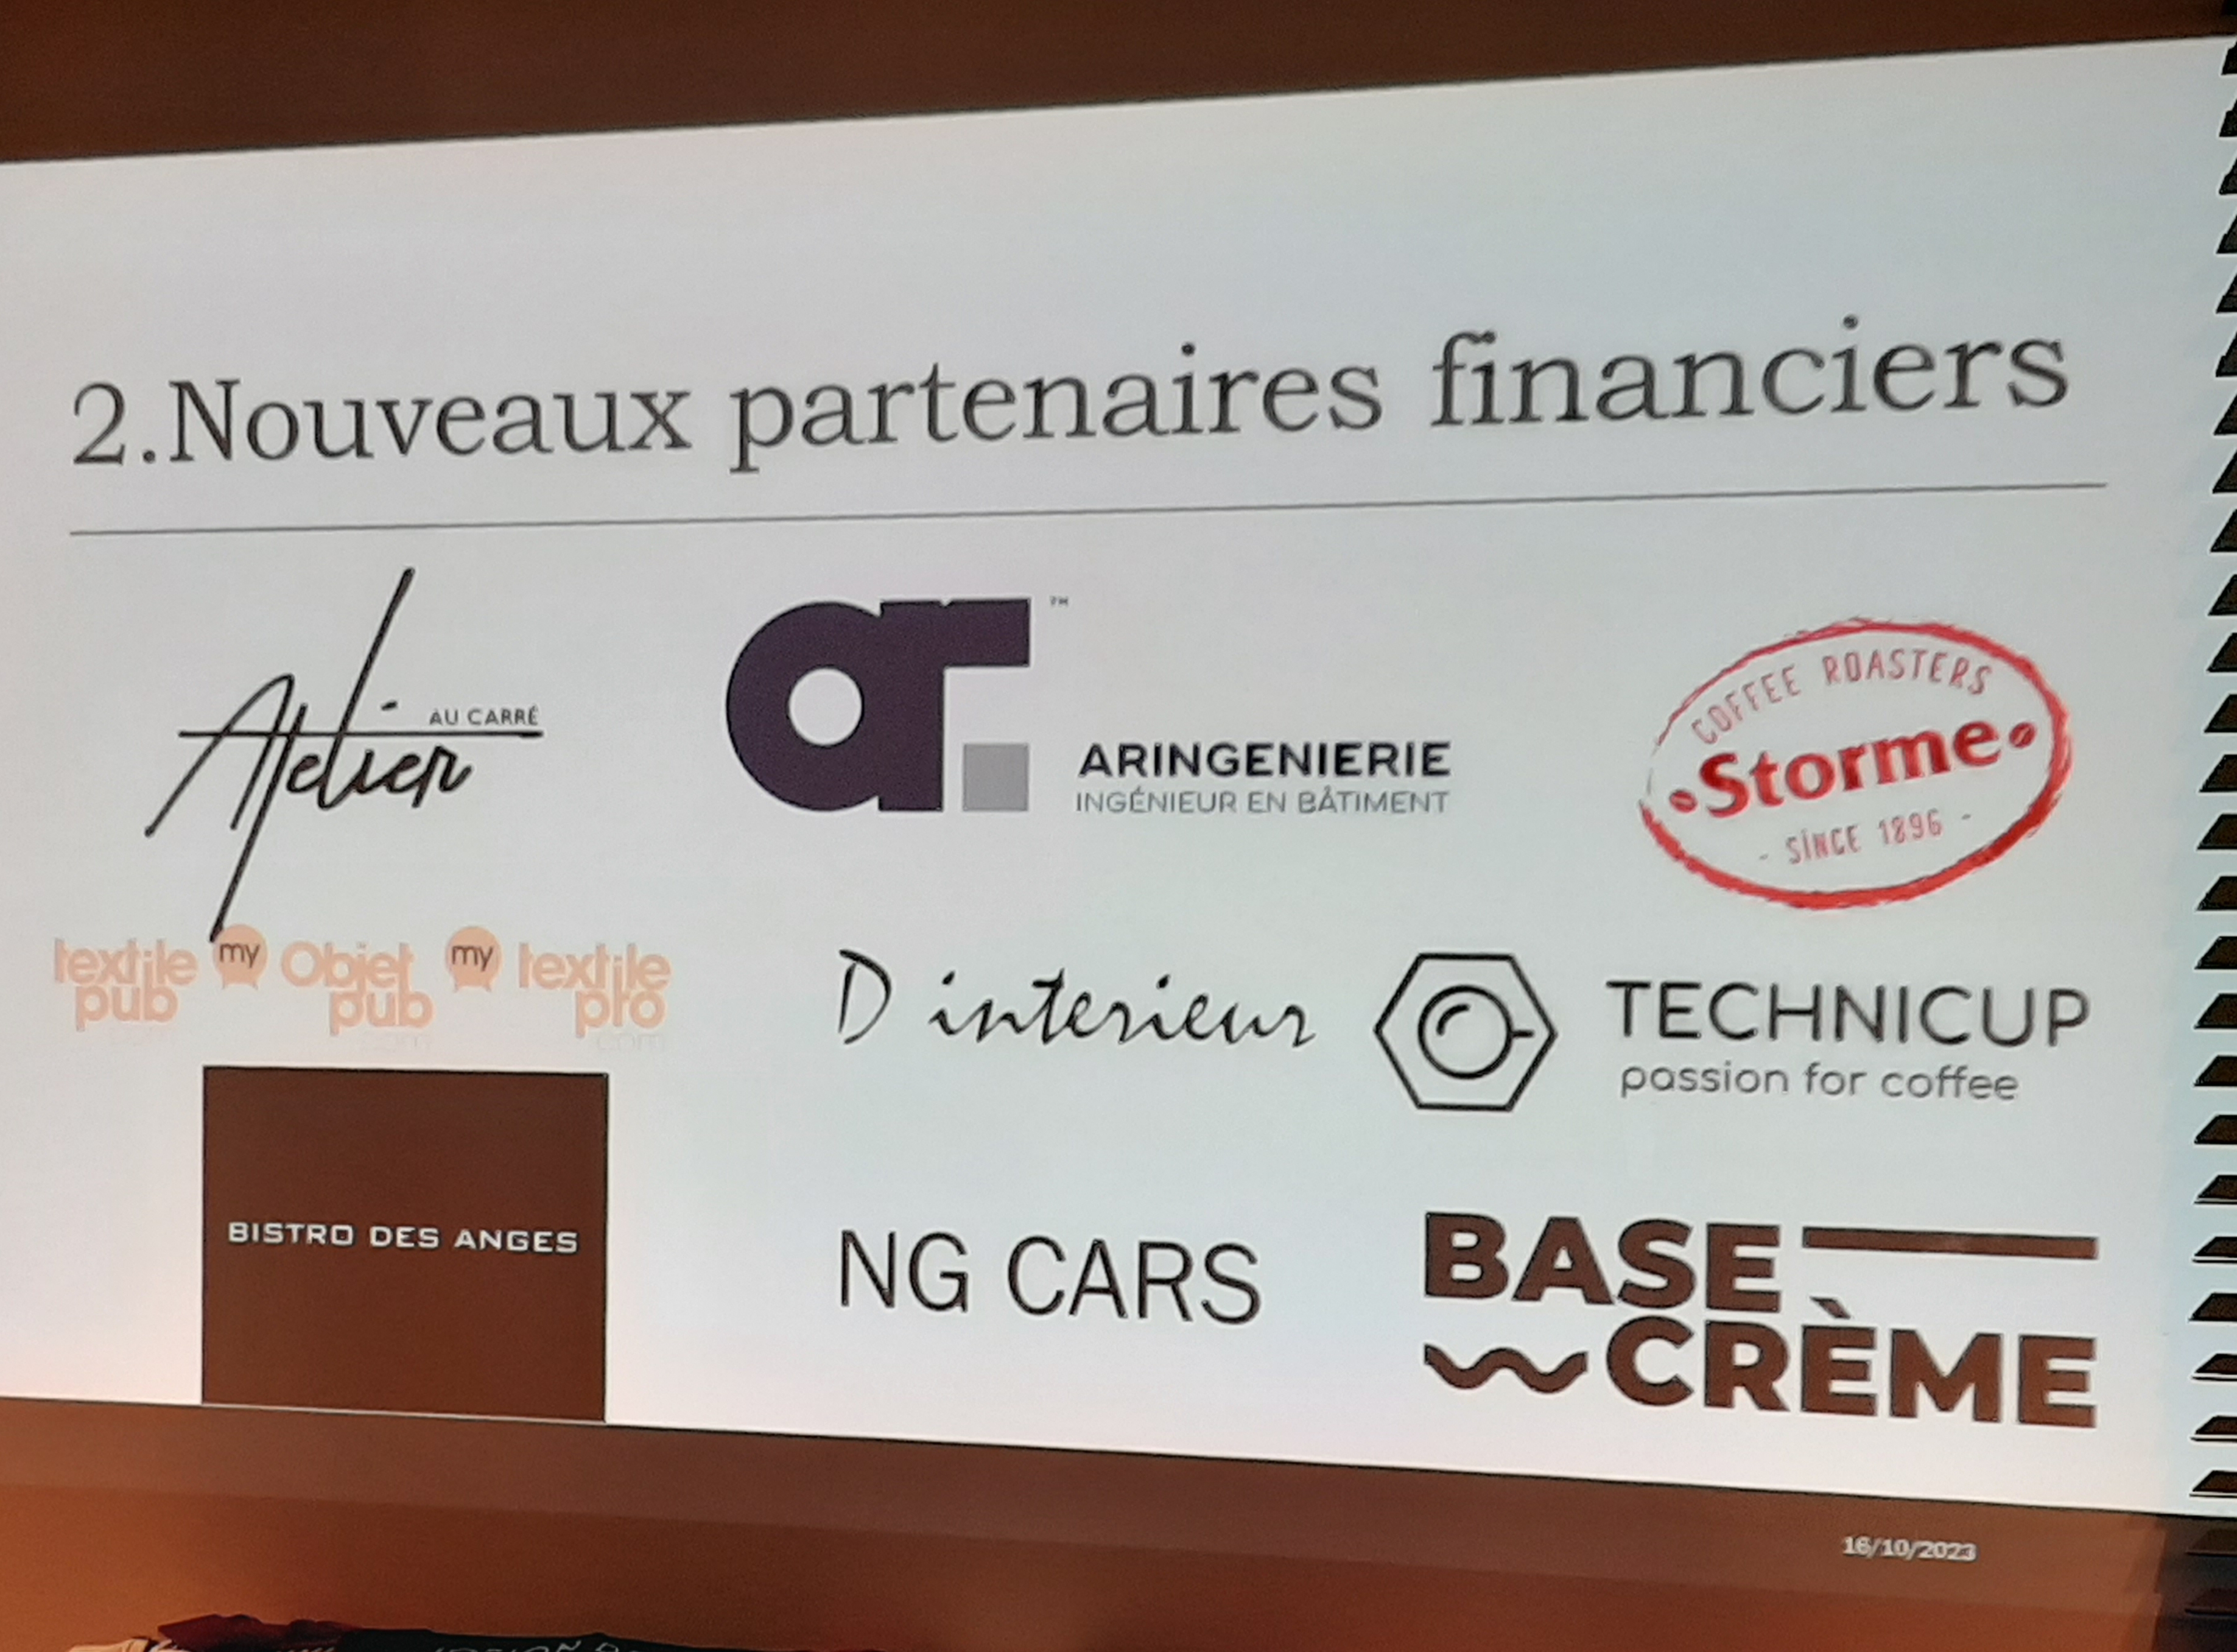 2.Nouveaux partenaires financiers
Atelier
AU CARRÉ
ar
TM
ARINGENIERIE
INGÉNIEUR EN BÂTIMENT
COFFEE ROASTERS
Storme
- SINCE 1896 -
textile
pub
my
Objet
pub
my
textile
pro
.com
D interieur
TECHNICUP
passion for coffee
BISTRO DES ANGES
NG CARS
BASE
CRÈME
16/10/2023